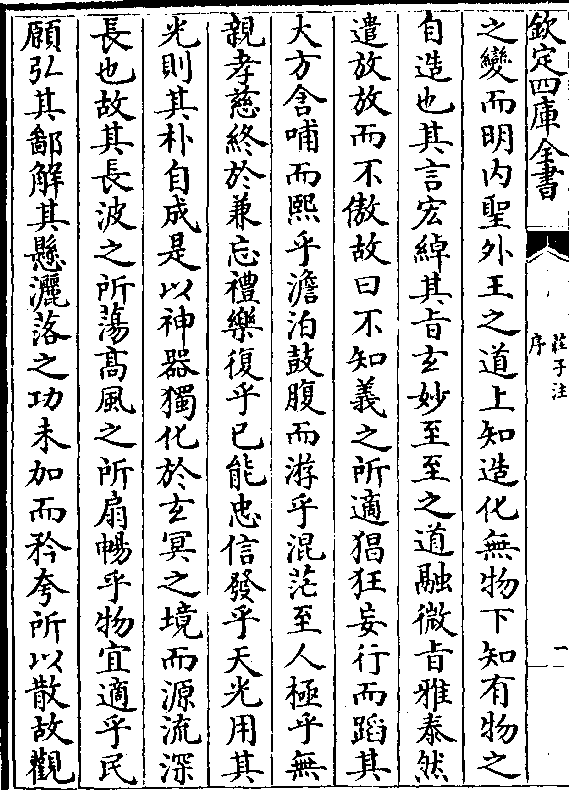 欽定四庫全書
莊子注
序
一
之變而明内聖外王之道上知造化無物下知有物之
自造也其言宏綽其旨玄妙至至之道融微旨雅泰然
遣放放而不傲故曰不知義之所適猖狂妄行而蹈其
大方含哺而熙乎澹泊鼓腹而游乎混茫至人極乎無
親孝慈終於兼忘禮樂復乎已能忠信發乎天光用其
光則其朴自成是以神器獨化於玄冥之境而源流深
長也故其長波之所蕩髙風之所扇暢乎物宜適乎民
願弘其鄙解其懸灑落之功未加而矜夸所以散故觀